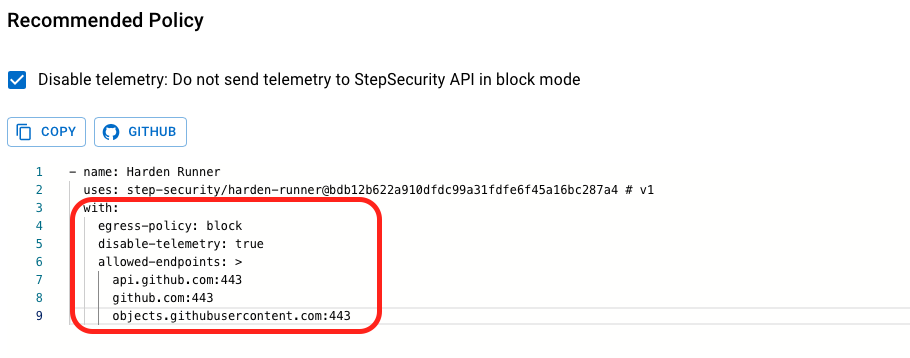 Recommended Policy
Disable telemetry: Do not send telemetry to StepSecurity API in block mode
COPY GITHUB
1 - name: Harden Runner
2 uses: step-security/harden-runner@bdb12b622a910dfdc99a31fdfe6f45a16bc287a4 # v1
3 with:
4 egress-policy: block
5 disable-telemetry: true
6 allowed-endpoints: >
7 api.github.com:443
8 github.com:443
9 objects.githubusercontent.com:443